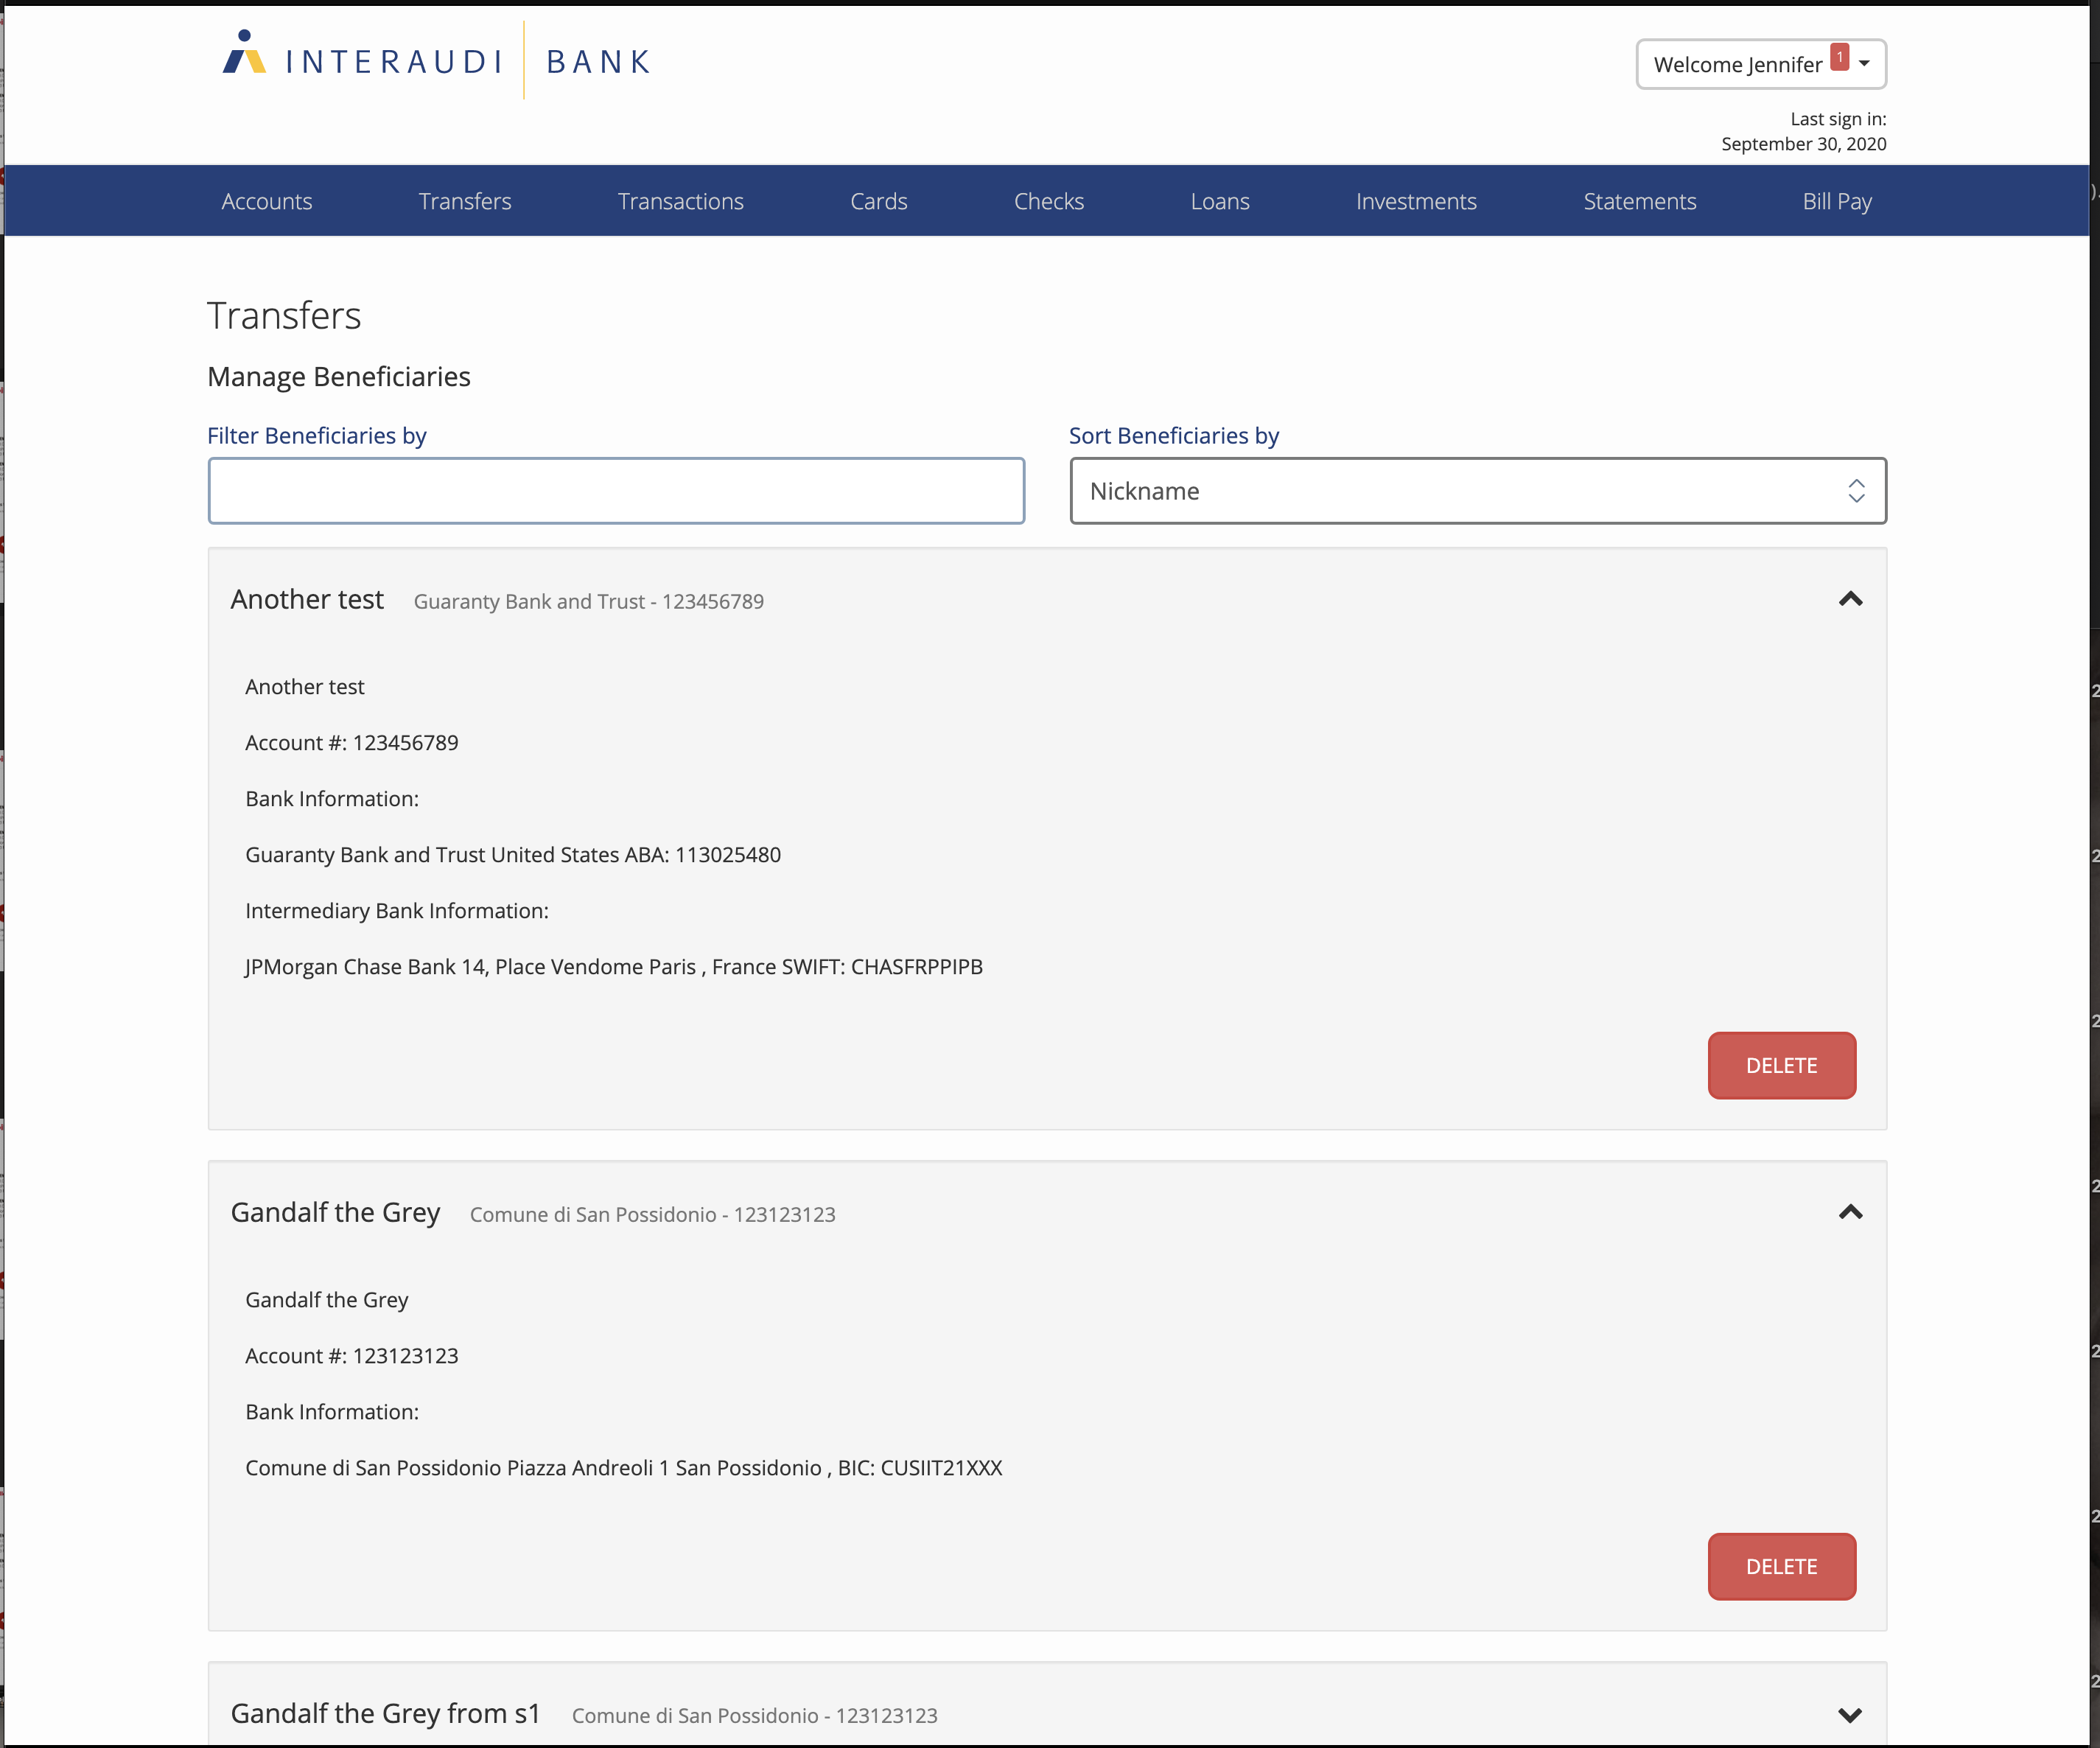 INTERAUDI BANK
Welcome Jennifer 1
Last sign in:
September 30, 2020
Accounts Transfers Transactions Cards Checks Loans Investments Statements Bill Pay
Transfers
Manage Beneficiaries
Filter Beneficiaries by
Sort Beneficiaries by
Nickname
Another test Guaranty Bank and Trust - 123456789
Another test
Account #: 123456789
Bank Information:
Guaranty Bank and Trust United States ABA: 113025480
Intermediary Bank Information:
JPMorgan Chase Bank 14, Place Vendome Paris , France SWIFT: CHASFRPPIPB
DELETE
Gandalf the Grey Comune di San Possidonio - 123123123
Gandalf the Grey
Account #: 123123123
Bank Information:
Comune di San Possidonio Piazza Andreoli 1 San Possidonio , BIC: CUSIIT21XXX
DELETE
Gandalf the Grey from s1 Comune di San Possidonio - 123123123